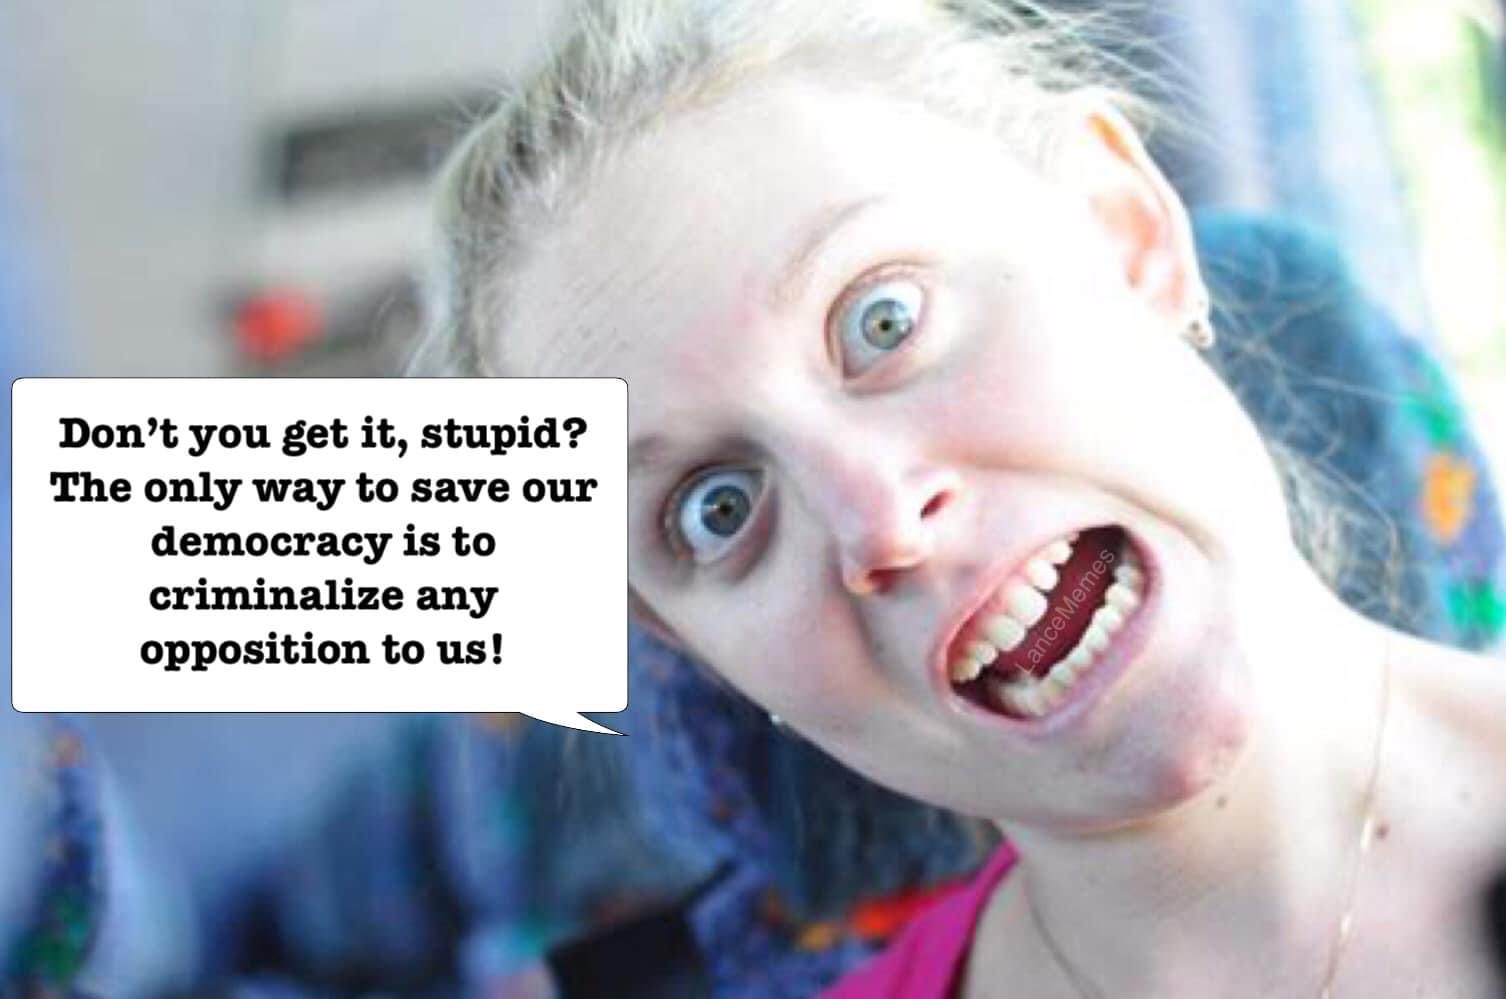 Don’t you get it, stupid?
The only way to save our
democracy is to
criminalize any
opposition to us!
LanceMemes